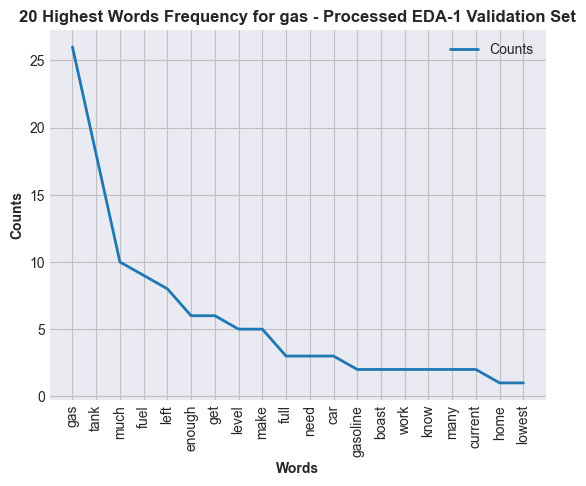 20 Highest Words Frequency for gas - Processed EDA-1 Validation Set
Counts
25
20
15
10
5
0
Counts
gas
tank
much
fuel
left
enough
get
level
make
full
need
car
gasoline
boast
work
know
many
current
home
lowest
Words